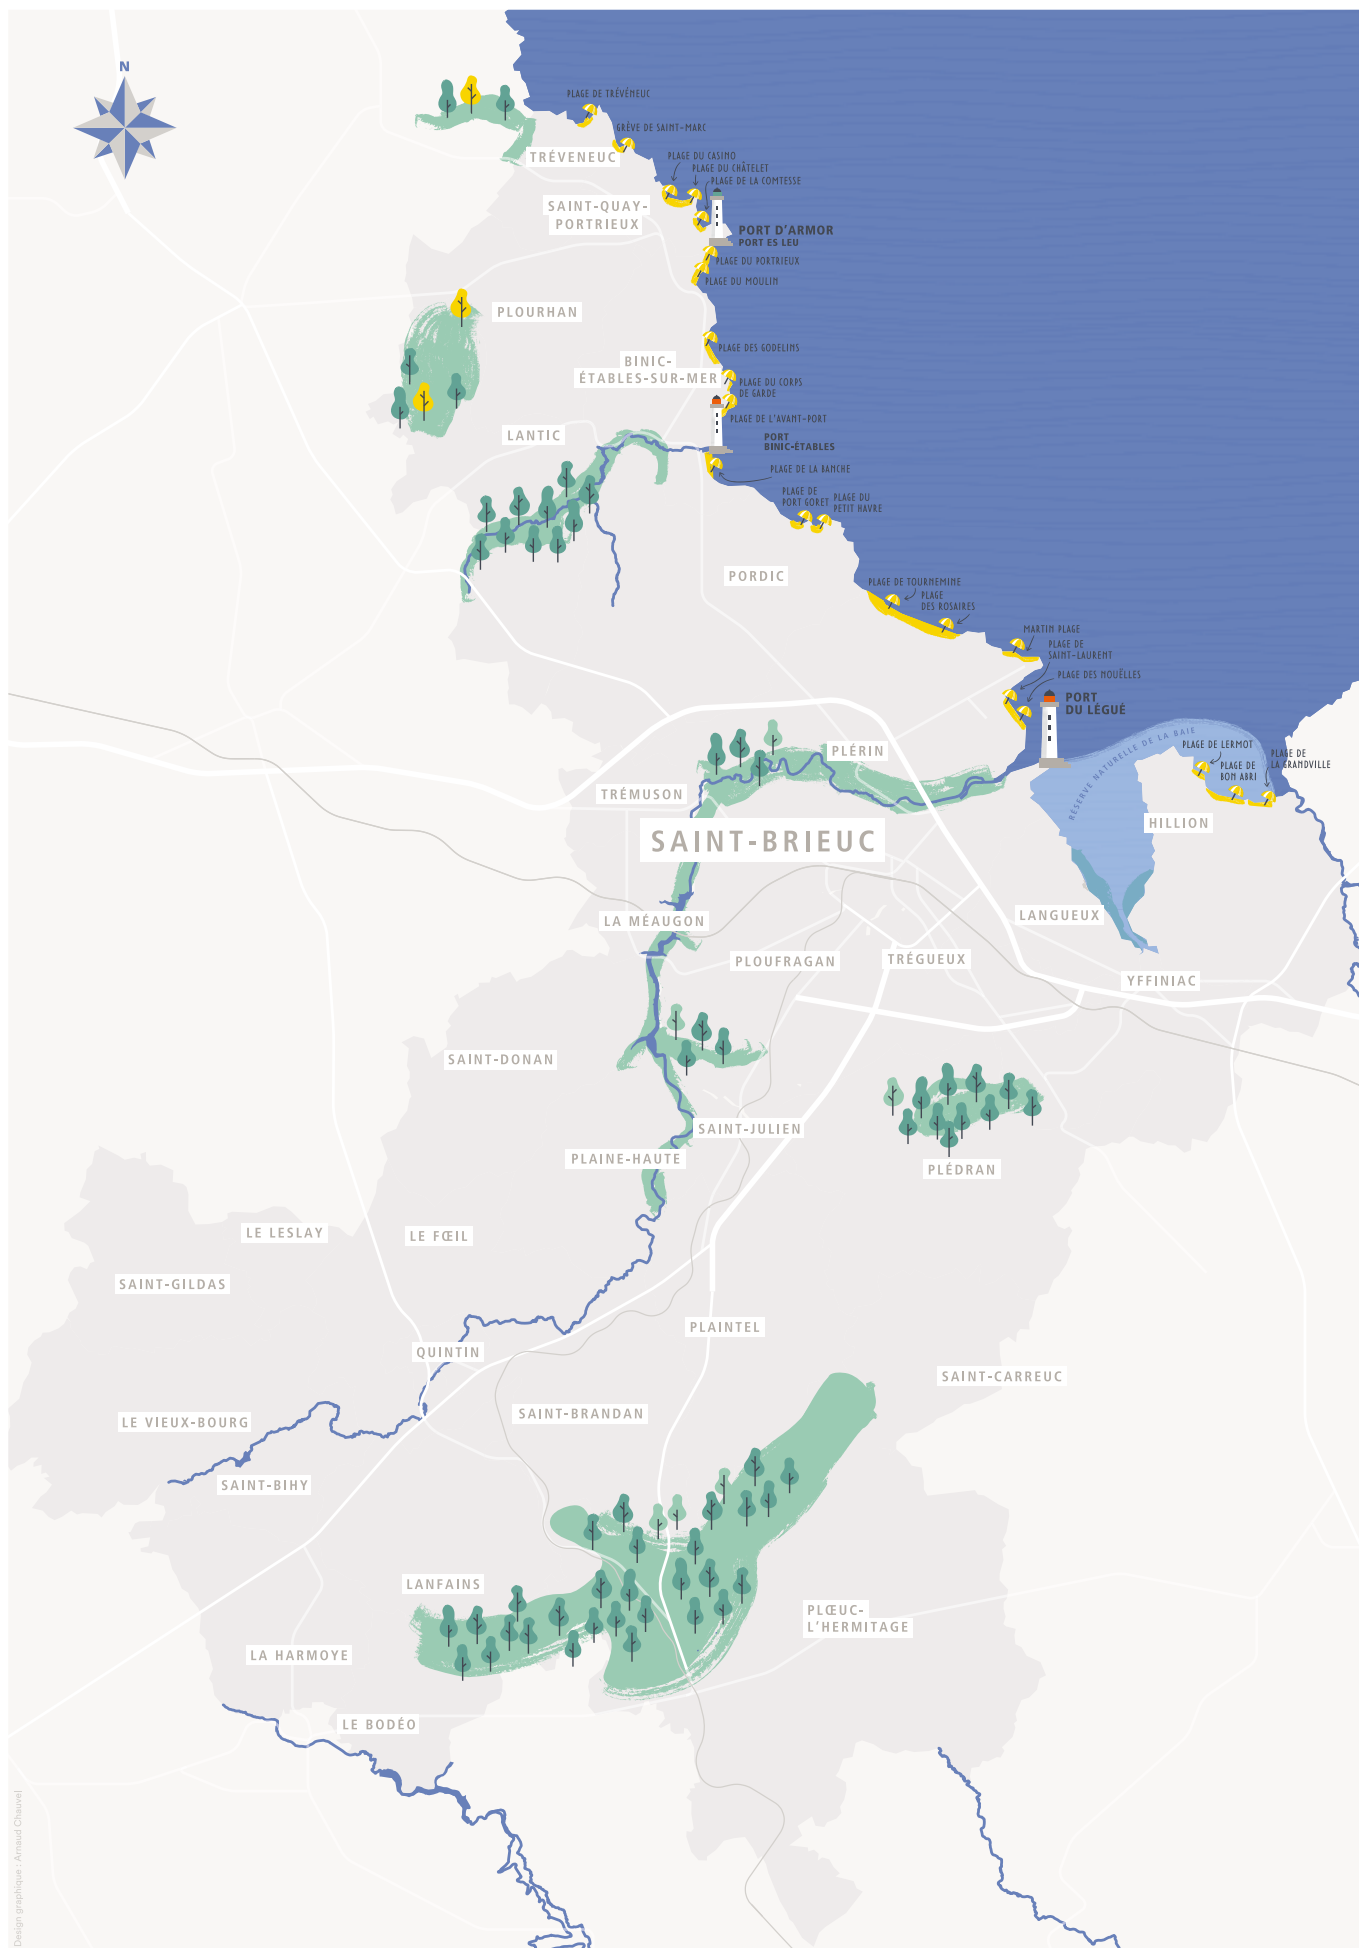 N
PLAGE DE TRÉVÉNEUC
GRÈVE DE SAINT-MARC
TRÉVENEUC
PLAGE DU CASINO
PLAGE DU CHÂTELET
PLAGE DE LA COMTESSE
SAINT-QUAY-
PORTRIEUX
PORT D'ARMOR
PORT ES LEU
PLAGE DU PORTRIEUX
PLAGE DU MOULIN
PLOURHAN
PLAGE DES GODELINS
BINIC-
ÉTABLES-SUR-MER
PLAGE DU CORPS
DE GARDE
PLAGE DE L'AVANT-PORT
LANTIC
PORT
BINIC-ÉTABLES
PLAGE DE LA BANCHE
PLAGE DE
PORT GORET
PLAGE DU
PETIT HAVRE
PORDIC
PLAGE DE TOURNEMINE
PLAGE
DES ROSAIRES
MARTIN PLAGE
PLAGE DE
SAINT-LAURENT
PLAGE DES NOUËLLES
PORT
DU LÉGUÉ
RÉSERVE NATURELLE DE LA BAIE
PLAGE DE LERMOT
PLAGE DE
BON ABRI
PLAGE DE
LA GRANDVILLE
PLÉRIN
TRÉMUSON
HILLION
SAINT-BRIEUC
LANGUEUX
LA MÉAUGON
PLOUFRAGAN
TRÉGUEUX
YFFINIAC
SAINT-DONAN
SAINT-JULIEN
PLAINE-HAUTE
PLÉDRAN
LE LESLAY
LE FŒIL
SAINT-GILDAS
PLAINTEL
QUINTIN
SAINT-CARREUC
SAINT-BRANDAN
LE VIEUX-BOURG
SAINT-BIHY
LANFAINS
PLŒUC-
L'HERMITAGE
LA HARMOYE
LE BODÉO
Design graphique : Arnaud Chauvel